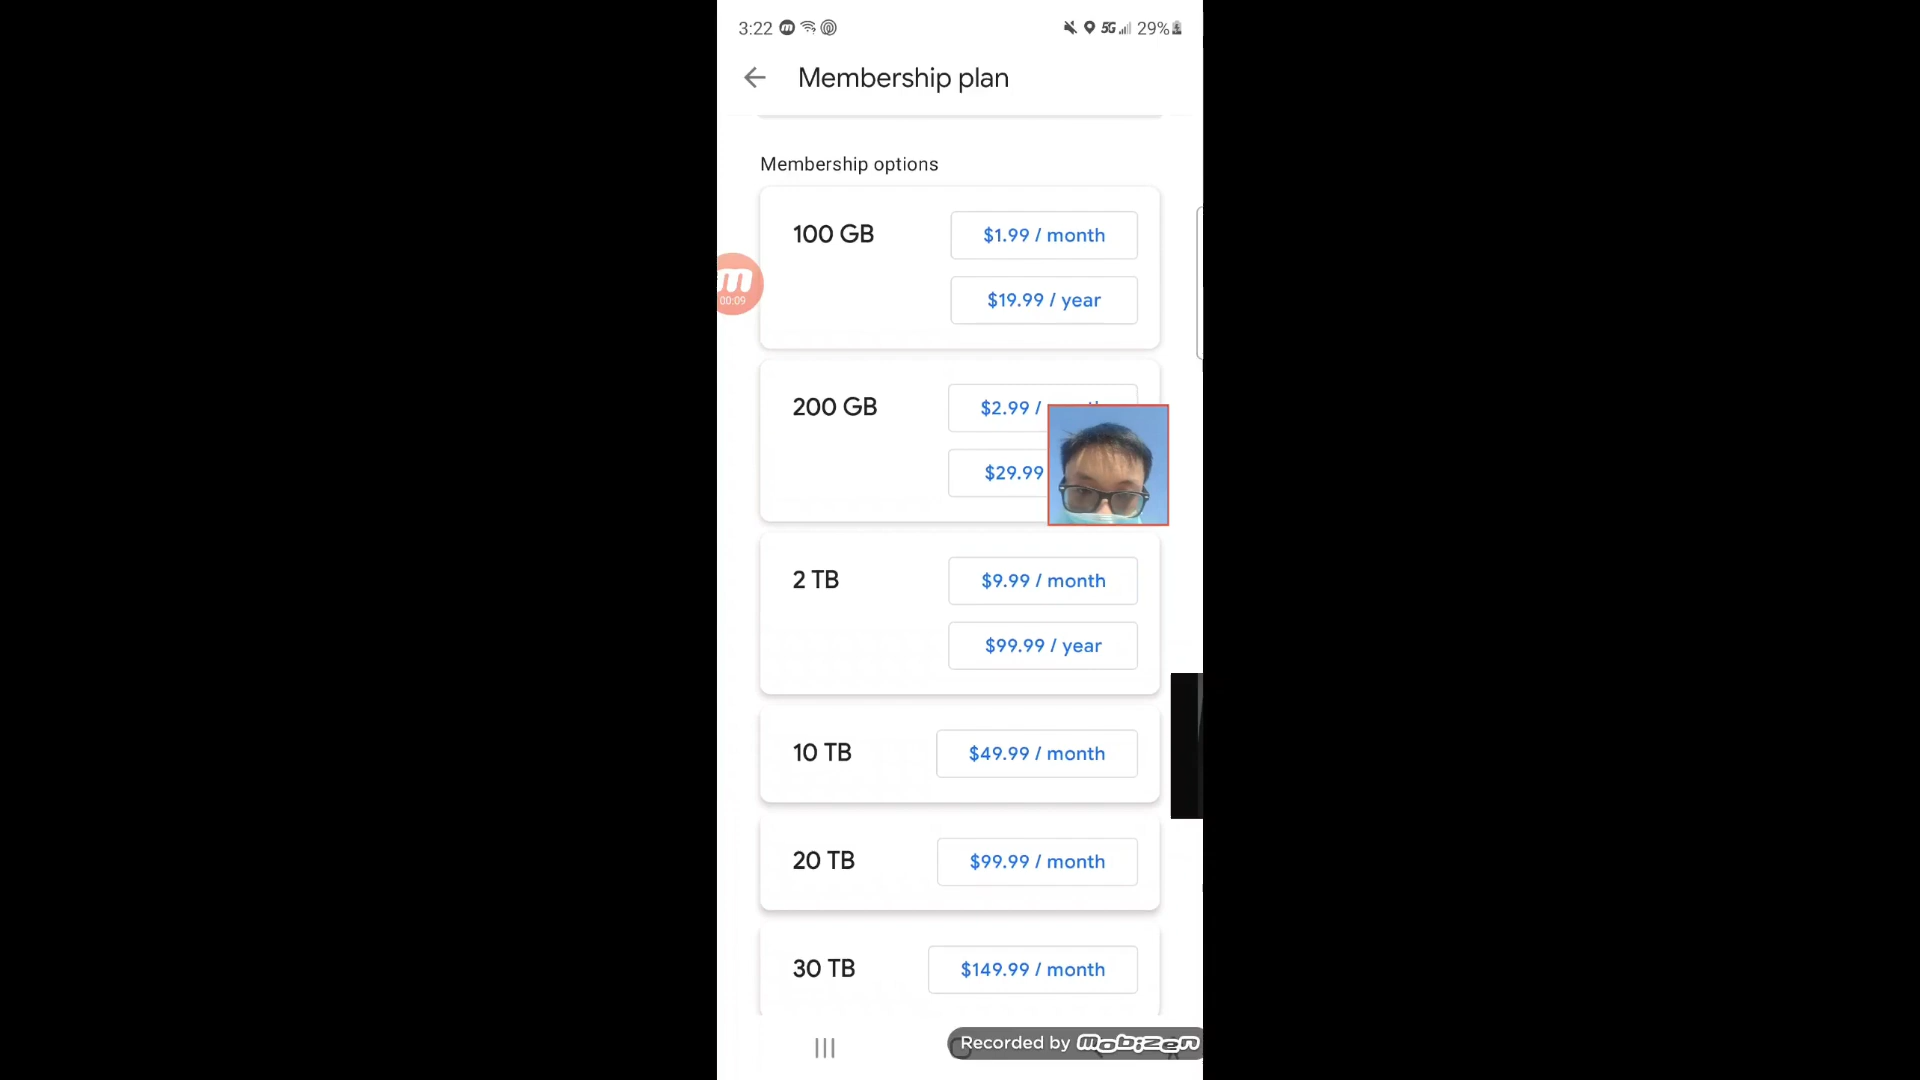 3:22
5G
29%
Membership plan
Membership options
100 GB
$1.99 / month
$19.99 / year
m
00:09
200 GB
$2.99 /
$29.99
2 TB
$9.99 / month
$99.99 / year
10 TB
$49.99 / month
20 TB
$99.99 / month
30 TB
$149.99 / month
Recorded by mobizen